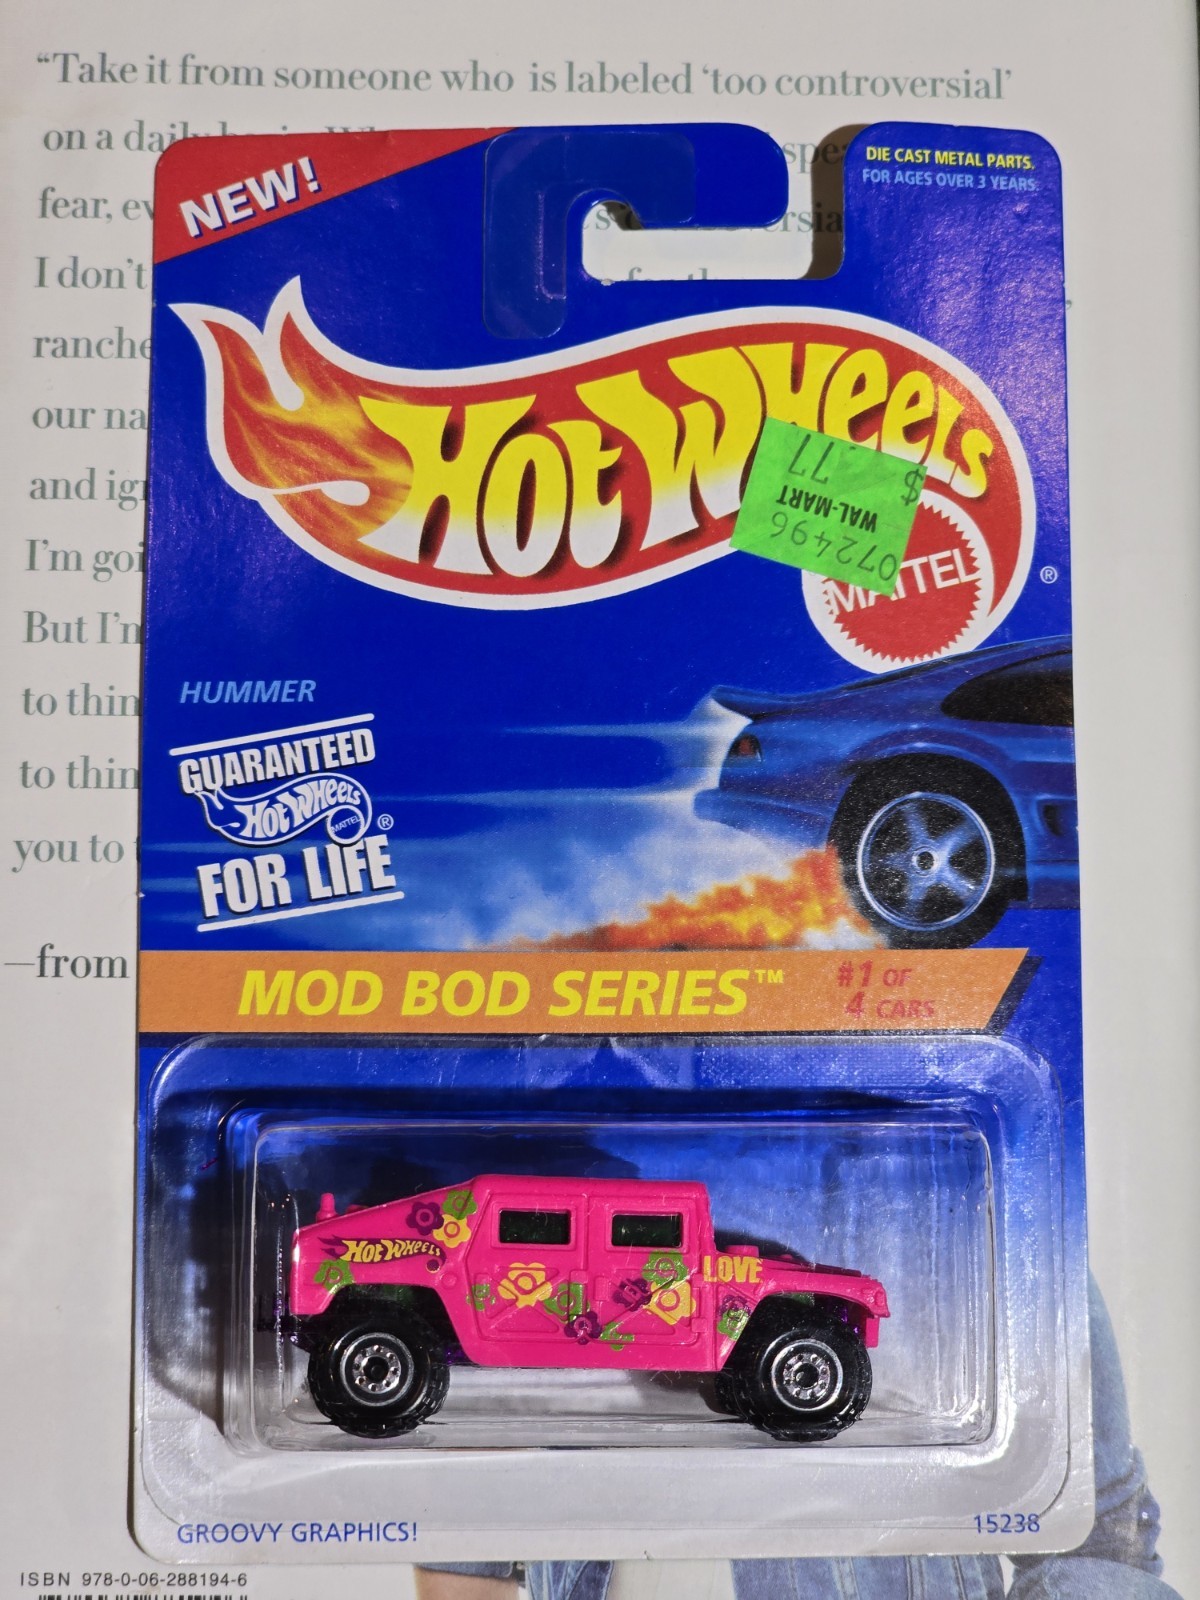 “Take it from someone who is labeled ‘too controversial’
on a daily
fear, ev
I don't
ranche
our na
and ig
I'm goi
But I'm
to thin
to thin
you to
—from
NEW!
DIE CAST METAL PARTS.
FOR AGES OVER 3 YEARS.
HOT WHEELS
$ .77
WAL-MART
072496
MATTEL
®
HUMMER
GUARANTEED
HOT WHEELS
MATTEL ®
FOR LIFE
MOD BOD SERIES™
#1 OF
4 CARS
HOT WHEELS
LOVE
GROOVY GRAPHICS!
15238
ISBN 978-0-06-288194-6